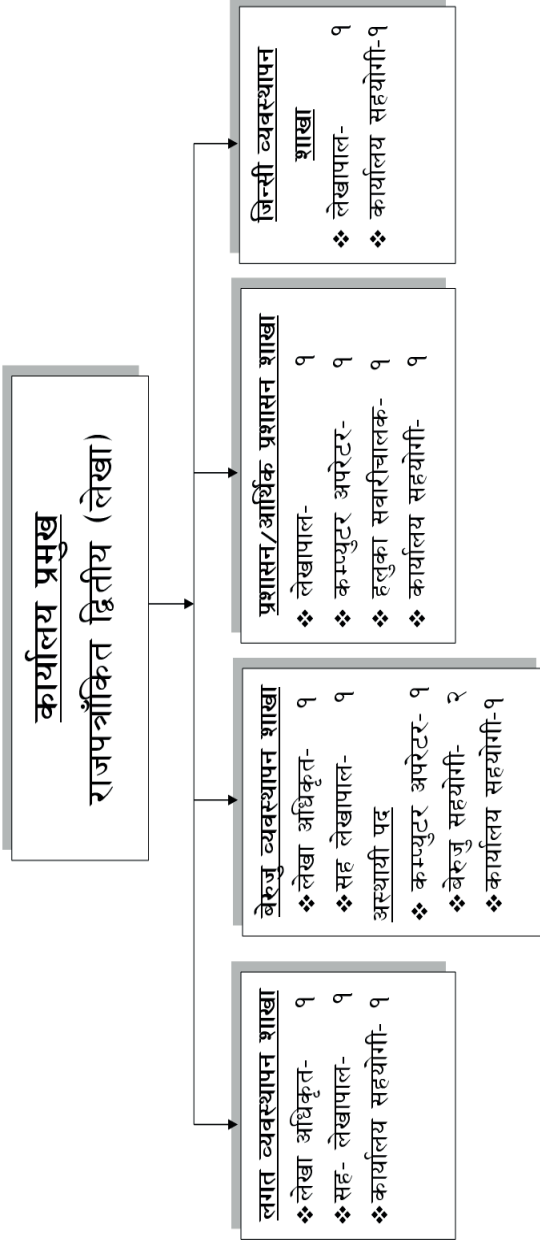 कार्यालय प्रमुख
राजपत्राँकित द्वितीय (लेखा)
लगत व्यवस्थापन शाखा
❖लेखा अधिकृत- १
❖सह- लेखापाल- १
❖कार्यालय सहयोगी- १
बेरुजु व्यवस्थापन शाखा
❖लेखा अधिकृत- १
❖सह लेखापाल- १
अस्थायी पद
❖ कम्प्युटर अपरेटर- १
❖बेरुजु सहयोगी- २
❖कार्यालय सहयोगी-१
प्रशासन/आर्थिक प्रशासन शाखा
❖ लेखापाल- १
❖ कम्प्युटर अपरेटर- १
❖ हलुका सवारीचालक- १
❖ कार्यालय सहयोगी- १
जिन्सी व्यवस्थापन
शाखा
❖ लेखापाल- १
❖ कार्यालय सहयोगी-१